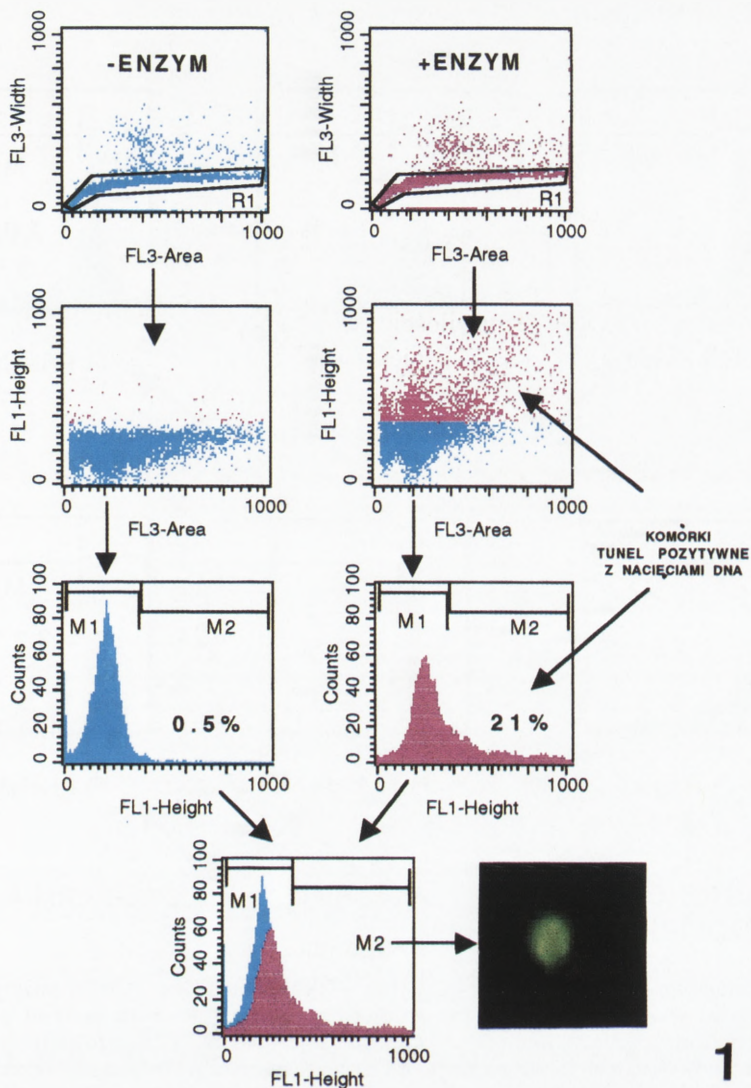 -ENZYM
FL3-Width
1000
0
R1
0 1000
FL3-Area
+ENZYM
FL3-Width
1000
0
R1
0 1000
FL3-Area
FL1-Height
1000
0
0 1000
FL3-Area
FL1-Height
1000
0
0 1000
FL3-Area
KOMÓRKI
TUNEL POZYTYWNE
Z NACIĘCIAMI DNA
Counts
100
80
60
40
20
0
M1
M2
0.5%
0 1000
FL1-Height
Counts
100
80
60
40
20
0
M1
M2
21%
0 1000
FL1-Height
Counts
100
80
60
40
20
0
M1
M2
0 1000
FL1-Height
1